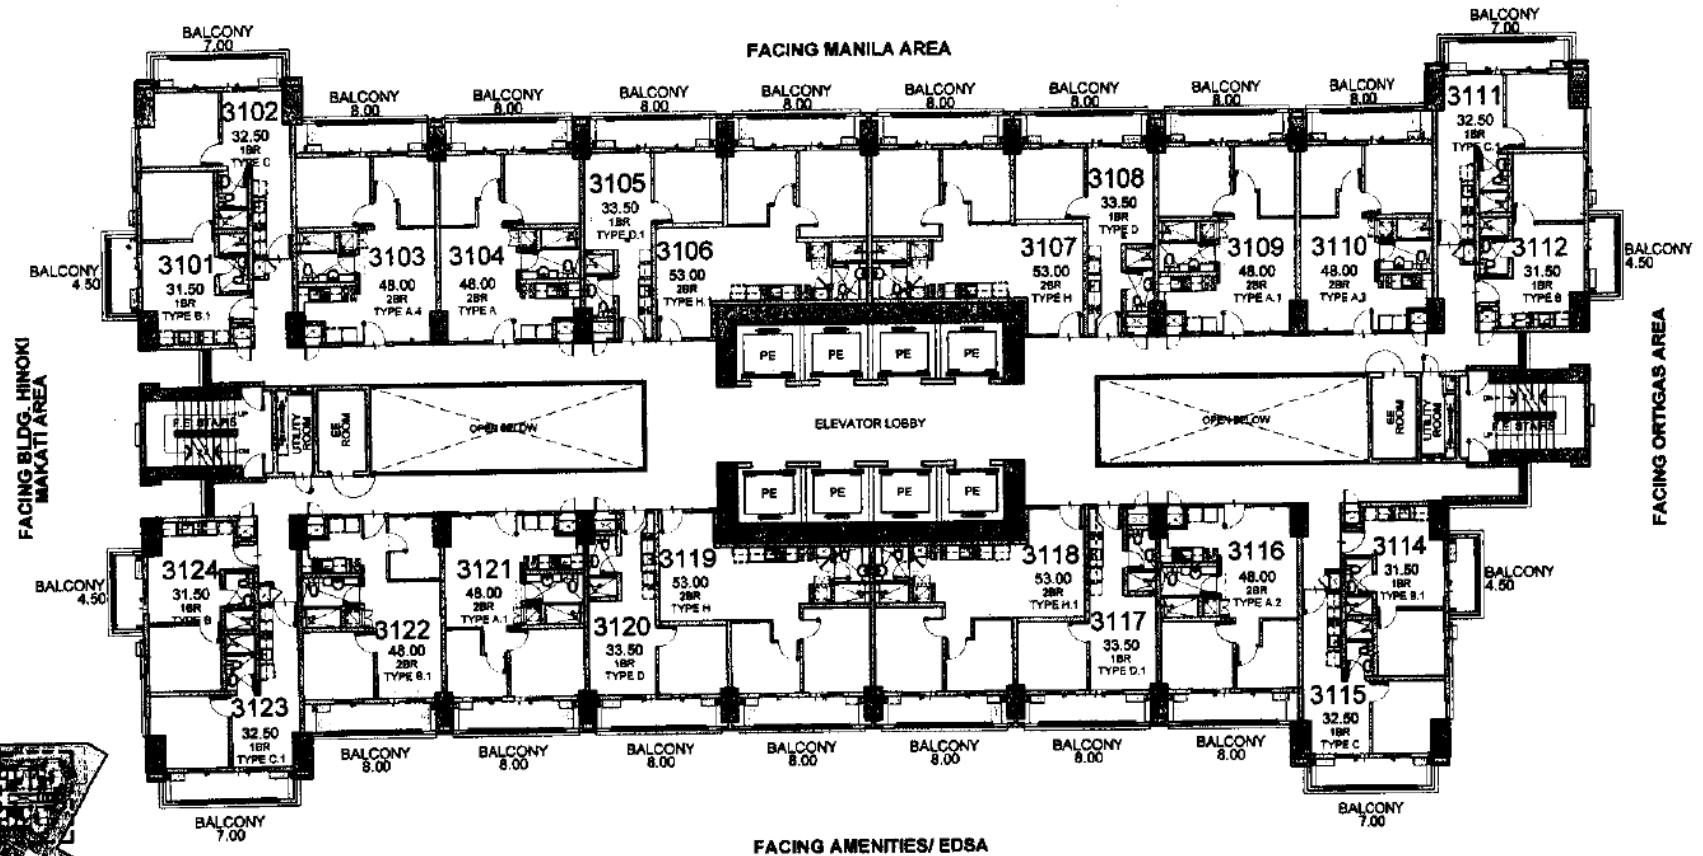 BALCONY
7.00
FACING MANILA AREA
BALCONY
7.00
BALCONY
8.00
BALCONY
8.00
BALCONY
8.00
BALCONY
8.00
BALCONY
8.00
BALCONY
8.00
BALCONY
8.00
BALCONY
8.00
3102
32.50
1BR
TYPE C
3111
32.50
1BR
TYPE C.1
3105
33.50
1BR
TYPE D.1
3108
33.50
1BR
TYPE D
BALCONY
4.50
3101
31.50
1BR
TYPE B.1
3103
48.00
2BR
TYPE A.4
3104
48.00
2BR
TYPE A
3106
53.00
2BR
TYPE H.1
3107
53.00
2BR
TYPE H
3109
48.00
2BR
TYPE A.1
3110
48.00
2BR
3112
31.50
1BR
TYPE B
BALCONY
4.50
FACING BLDG. HINOKI
MAKATI AREA
PE
PE
PE
PE
UP
F.E STAIRS
DN
UTILITY
ROOM
EE
ROOM
OPEN BELOW
ELEVATOR LOBBY
OPEN BELOW
EE
ROOM
UTILITY
ROOM
DN
F.E STAIRS
UP
FACING ORTIGAS AREA
PE
PE
PE
PE
BALCONY
4.50
3124
31.50
1BR
TYPE B
3121
48.00
2BR
TYPE A.1
3119
53.00
2BR
TYPE H
3118
53.00
2BR
TYPE H.1
3116
48.00
2BR
TYPE A.2
3114
31.50
1BR
TYPE B.1
BALCONY
4.50
3122
48.00
2BR
TYPE B.1
3120
33.50
1BR
TYPE D
3117
33.50
1BR
TYPE D.1
3123
32.50
1BR
TYPE C.1
3115
32.50
1BR
TYPE C
BALCONY
8.00
BALCONY
8.00
BALCONY
8.00
BALCONY
8.00
BALCONY
8.00
BALCONY
8.00
BALCONY
8.00
BALCONY
7.00
BALCONY
7.00
FACING AMENITIES/ EDSA